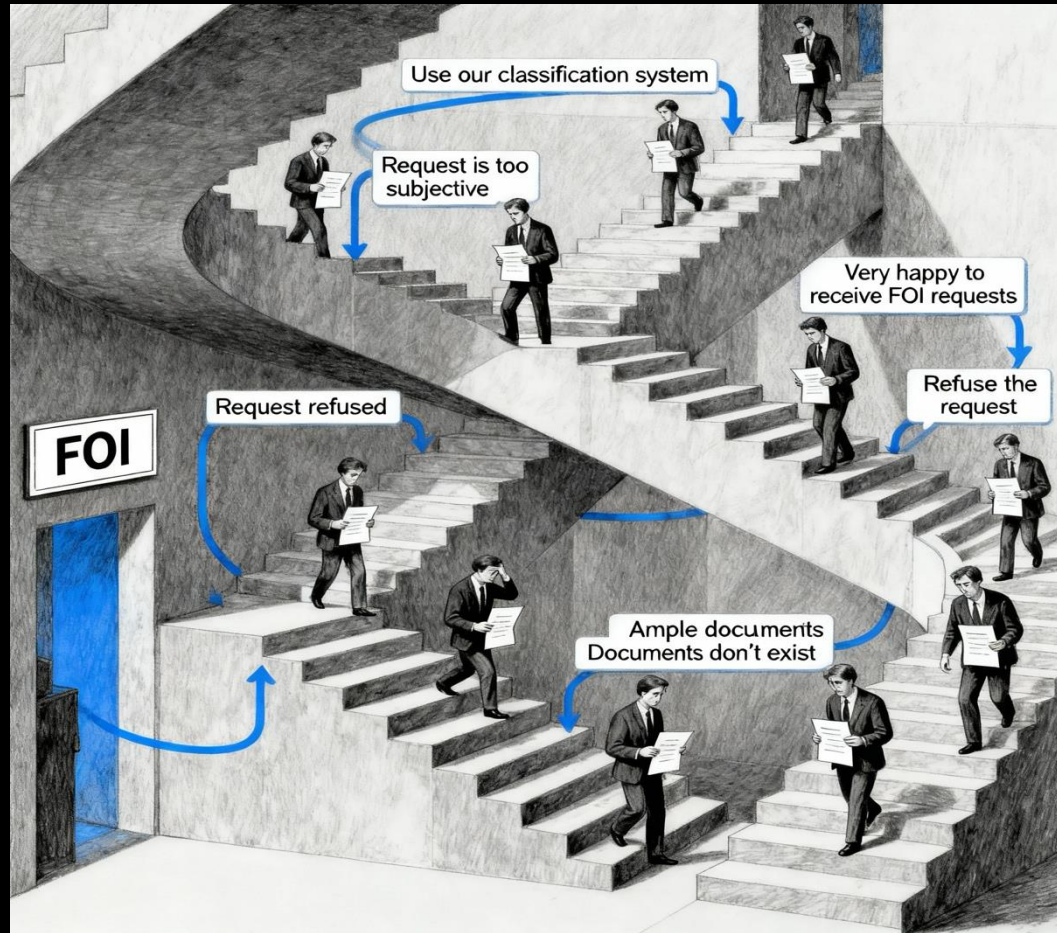 Use our classification system
Request is too
subjective
Very happy to
receive FOI requests
Refuse the
request
Request refused
FOI
Ample documents
Documents don't exist